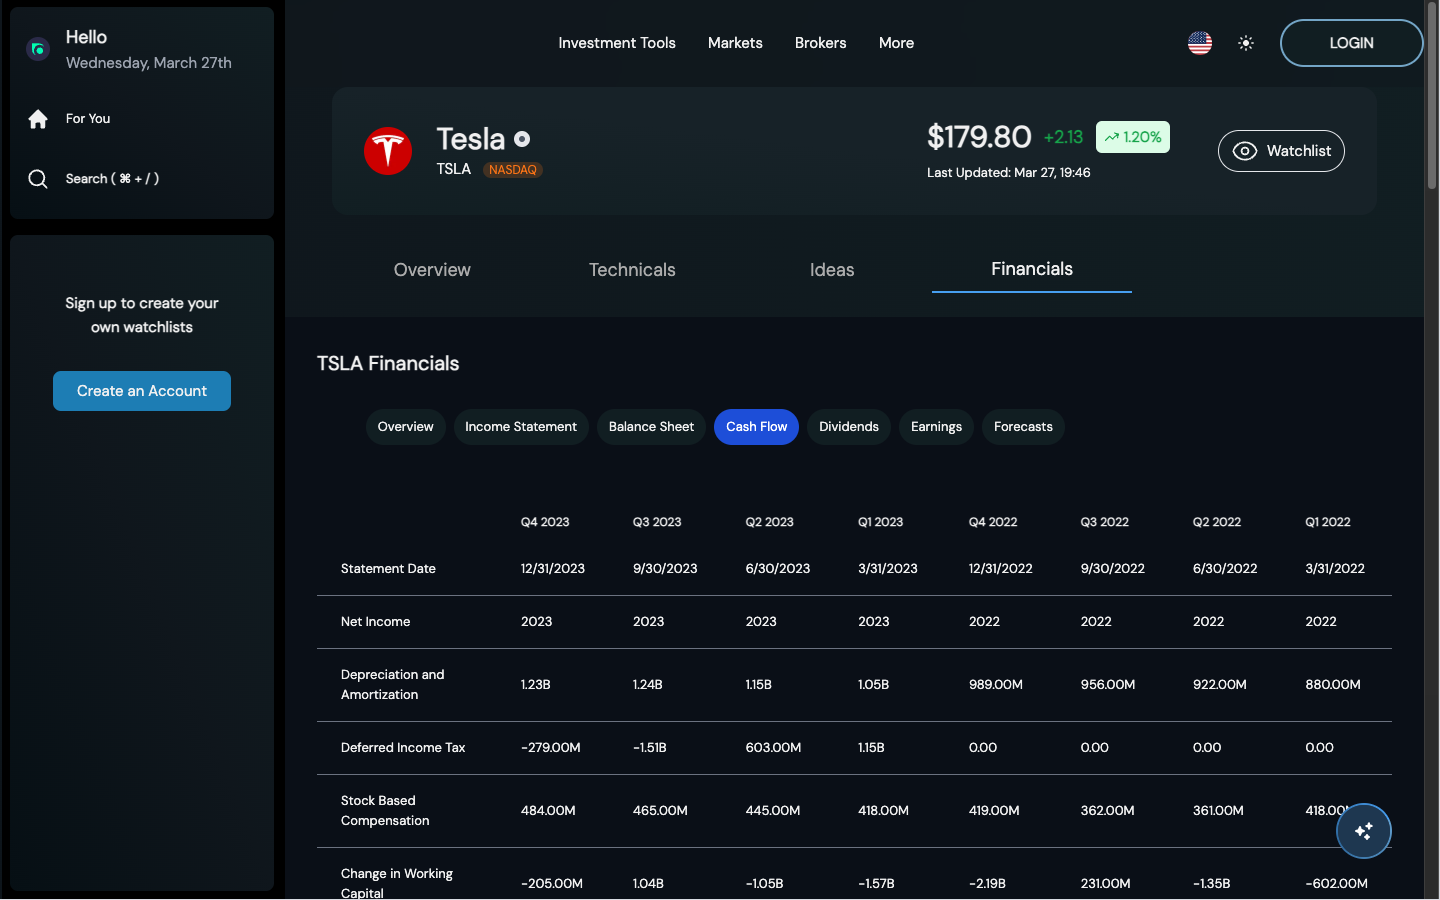 Hello
Wednesday, March 27th
For You
Search ( ⌘ + / )
Sign up to create your
own watchlists
Create an Account
Investment Tools Markets Brokers More
LOGIN
Tesla
TSLA NASDAQ
$179.80 +2.13 1.20%
Last Updated: Mar 27, 19:46
Watchlist
Overview Technicals Ideas Financials
TSLA Financials
Overview Income Statement Balance Sheet Cash Flow Dividends Earnings Forecasts
Q4 2023 Q3 2023 Q2 2023 Q1 2023 Q4 2022 Q3 2022 Q2 2022 Q1 2022
Statement Date 12/31/2023 9/30/2023 6/30/2023 3/31/2023 12/31/2022 9/30/2022 6/30/2022 3/31/2022
Net Income 2023 2023 2023 2023 2022 2022 2022 2022
Depreciation and
Amortization 1.23B 1.24B 1.15B 1.05B 989.00M 956.00M 922.00M 880.00M
Deferred Income Tax -279.00M -1.51B 603.00M 1.15B 0.00 0.00 0.00 0.00
Stock Based
Compensation 484.00M 465.00M 445.00M 418.00M 419.00M 362.00M 361.00M 418.00M
Change in Working
Capital -205.00M 1.04B -1.05B -1.57B -2.19B 231.00M -1.35B -602.00M